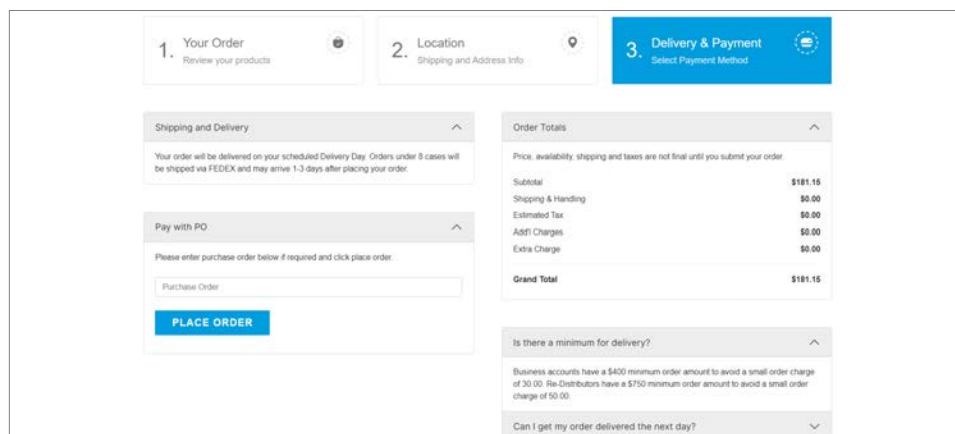 1. Your Order
Review your products
2. Location
Shipping and Address Info
3. Delivery & Payment
Select Payment Method
Shipping and Delivery
Your order will be delivered on your scheduled Delivery Day. Orders under 8 cases will
be shipped via FEDEX and may arrive 1-3 days after placing your order.
Pay with PO
Please enter purchase order below if required and click place order.
Purchase Order
PLACE ORDER
Order Totals
Price, availability, shipping and taxes are not final until you submit your order.
Subtotal $181.15
Shipping & Handling $0.00
Estimated Tax $0.00
Add'l Charges $0.00
Extra Charge $0.00
Grand Total $181.15
Is there a minimum for delivery?
Business accounts have a $400 minimum order amount to avoid a small order charge
of 30.00. Re-Distributors have a $750 minimum order amount to avoid a small order
charge of 50.00.
Can I get my order delivered the next day?